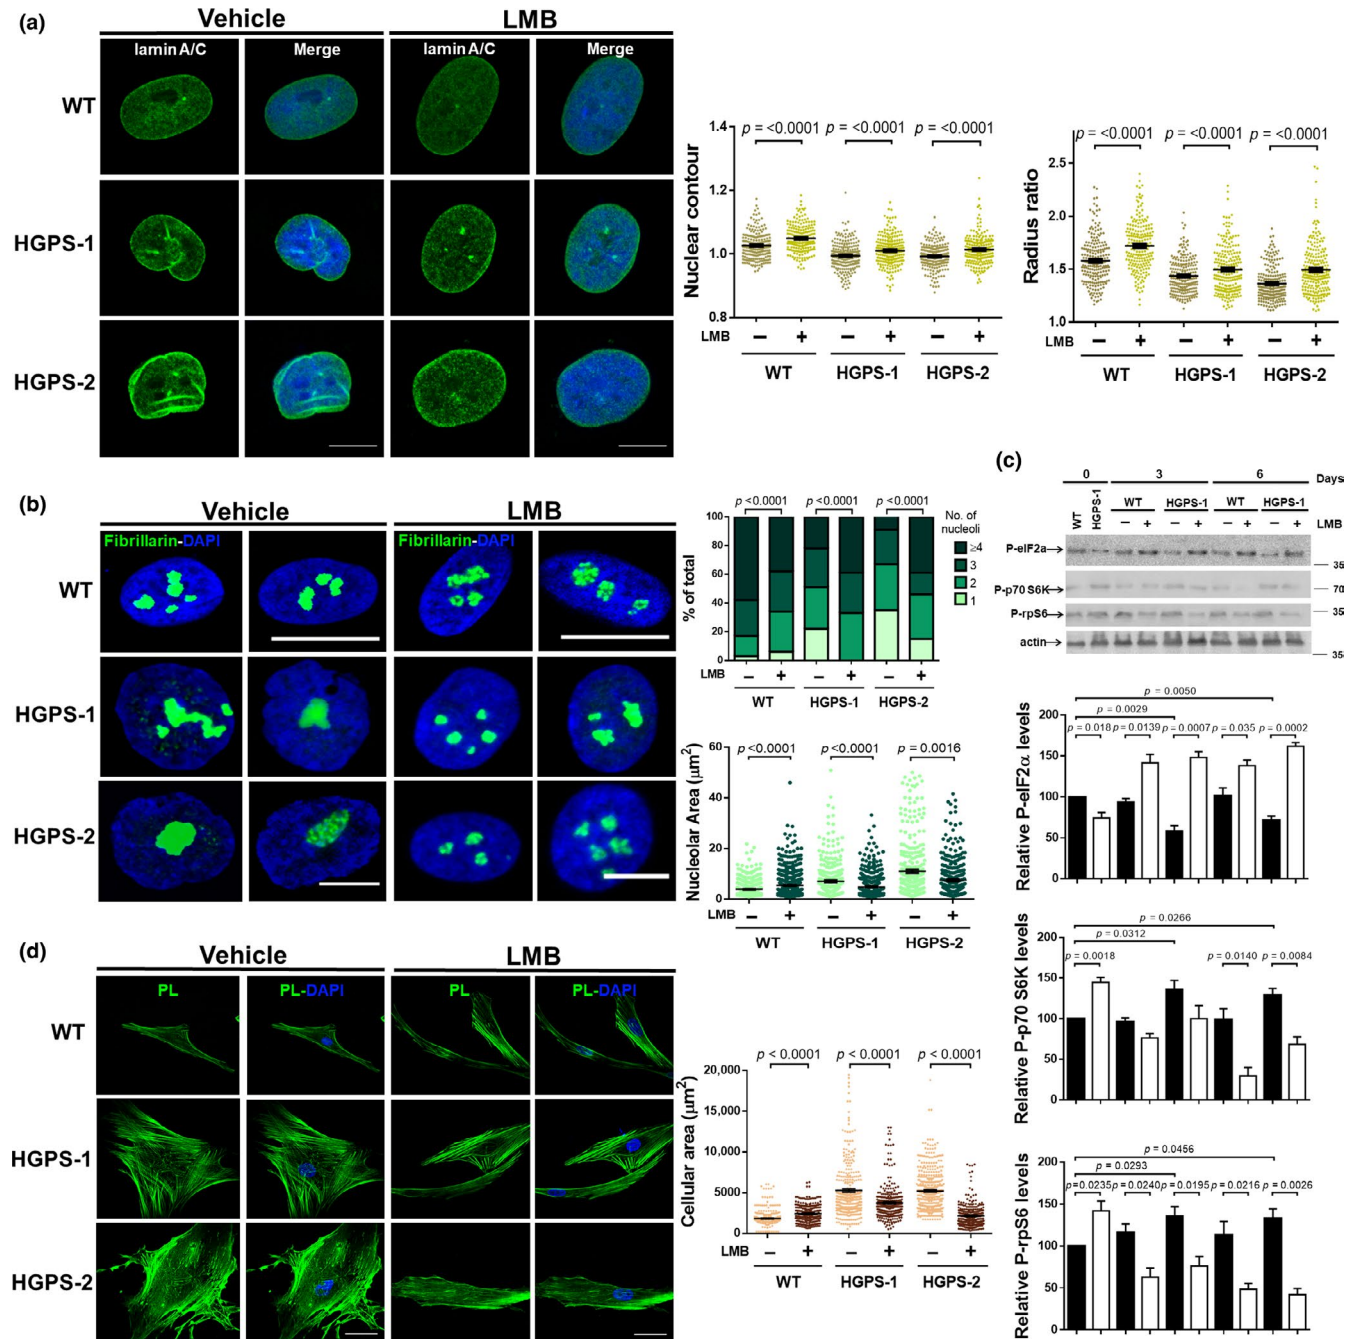 (a)
Vehicle
LMB
lamin A/C
Merge
lamin A/C
Merge
WT
HGPS-1
HGPS-2
Nuclear contour
1.4
1.2
1.0
0.8
p = <0.0001
p = <0.0001
p = <0.0001
LMB
– + – + – +
WT
HGPS-1
HGPS-2
Radius ratio
2.5
2.0
1.5
1.0
p = <0.0001
p = <0.0001
p = <0.0001
LMB
– + – + – +
WT
HGPS-1
HGPS-2
(b)
Vehicle
LMB
Fibrillarin-DAPI
Fibrillarin-DAPI
WT
HGPS-1
HGPS-2
% of total
100
80
60
40
20
0
p <0.0001
p <0.0001
p <0.0001
No. of
nucleoli
≥4
3
2
1
LMB
– + – + – +
WT
HGPS-1
HGPS-2
Nucleolar Area (µm²)
60
40
20
0
p <0.0001
p <0.0001
p = 0.0016
LMB
– + – + – +
WT
HGPS-1
HGPS-2
(c)
0
3
6
Days
WT
HGPS-1
WT
HGPS-1
WT
HGPS-1
– + – + – + – +
LMB
P-eIF2a
35
P-p70 S6K
70
P-rpS6
35
actin
35
Relative P-eIF2α levels
200
150
100
50
0
p = 0.0050
p = 0.0029
p = 0.018
p = 0.0139
p = 0.0007
p = 0.035
p = 0.0002
Relative P-p70 S6K levels
200
150
100
50
0
p = 0.0266
p = 0.0312
p = 0.0018
p = 0.0140
p = 0.0084
Relative P-rpS6 levels
200
150
100
50
0
p = 0.0456
p = 0.0293
p = 0.0235
p = 0.0240
p = 0.0195
p = 0.0216
p = 0.0026
(d)
Vehicle
LMB
PL
PL-DAPI
PL
PL-DAPI
WT
HGPS-1
HGPS-2
Cellular area (µm²)
20,000
15,000
10,000
5000
0
p < 0.0001
p < 0.0001
p < 0.0001
LMB
– + – + – +
WT
HGPS-1
HGPS-2